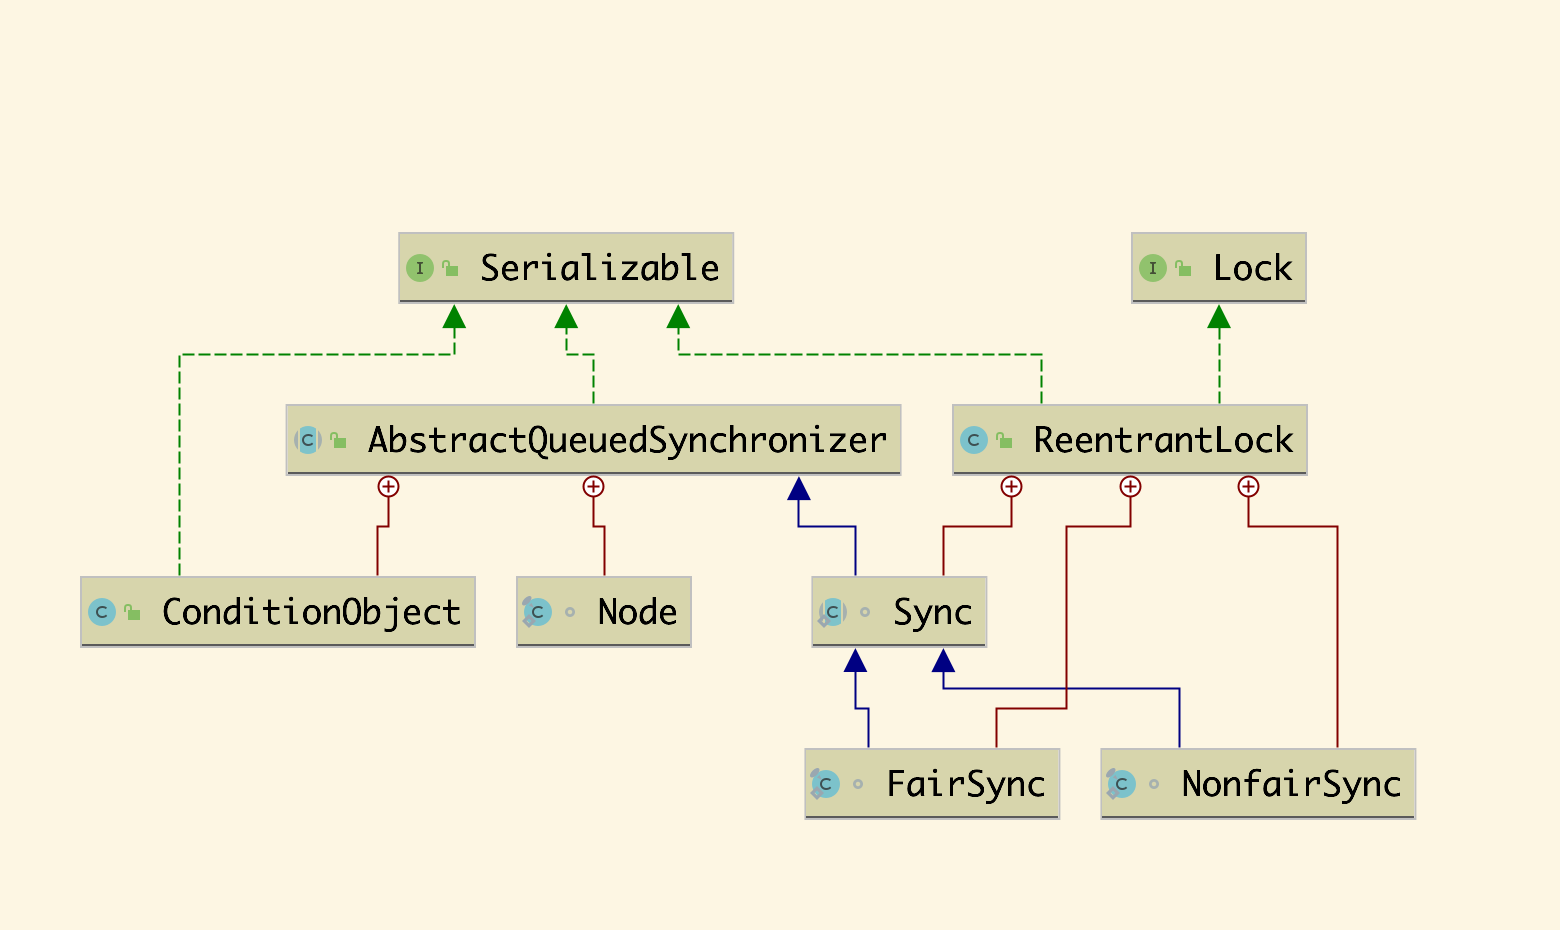 I Serializable
I Lock
C AbstractQueuedSynchronizer
C ReentrantLock
C ConditionObject
C Node
C Sync
C FairSync
C NonfairSync